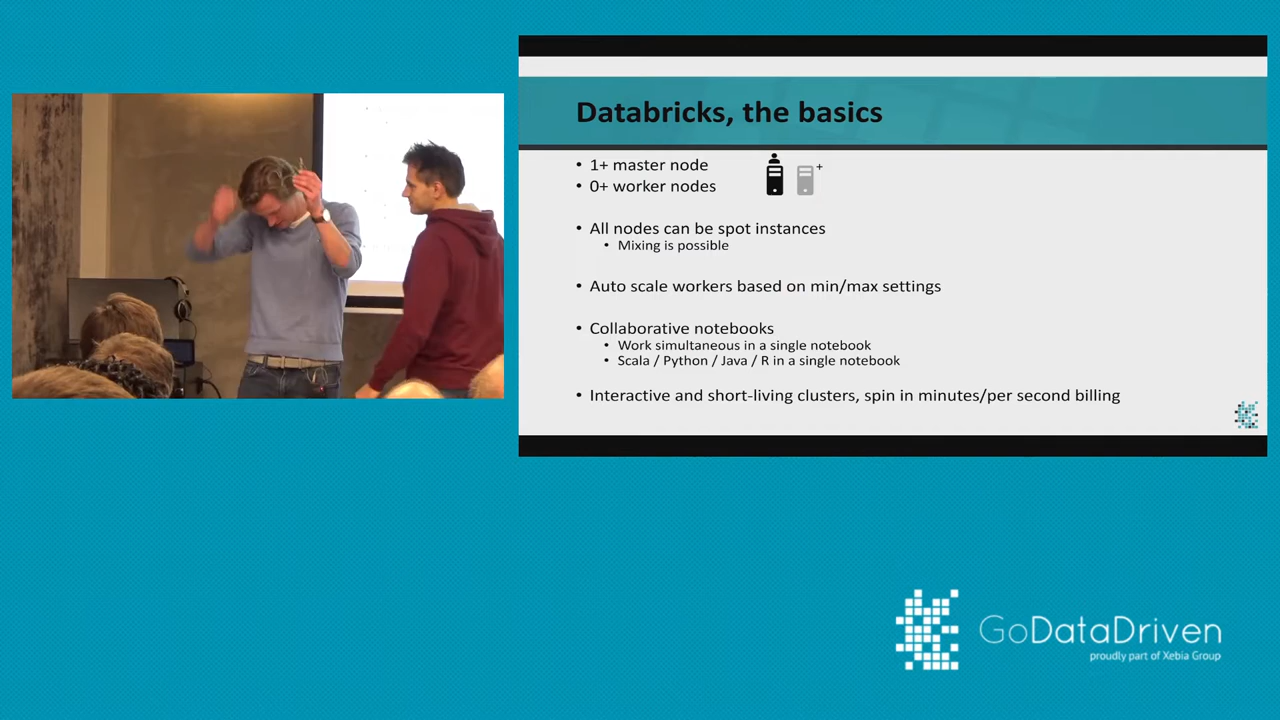 Databricks, the basics
• 1+ master node
• 0+ worker nodes
+
• All nodes can be spot instances
• Mixing is possible
• Auto scale workers based on min/max settings
• Collaborative notebooks
• Work simultaneous in a single notebook
• Scala / Python / Java / R in a single notebook
• Interactive and short-living clusters, spin in minutes/per second billing
GoDataDriven
proudly part of Xebia Group